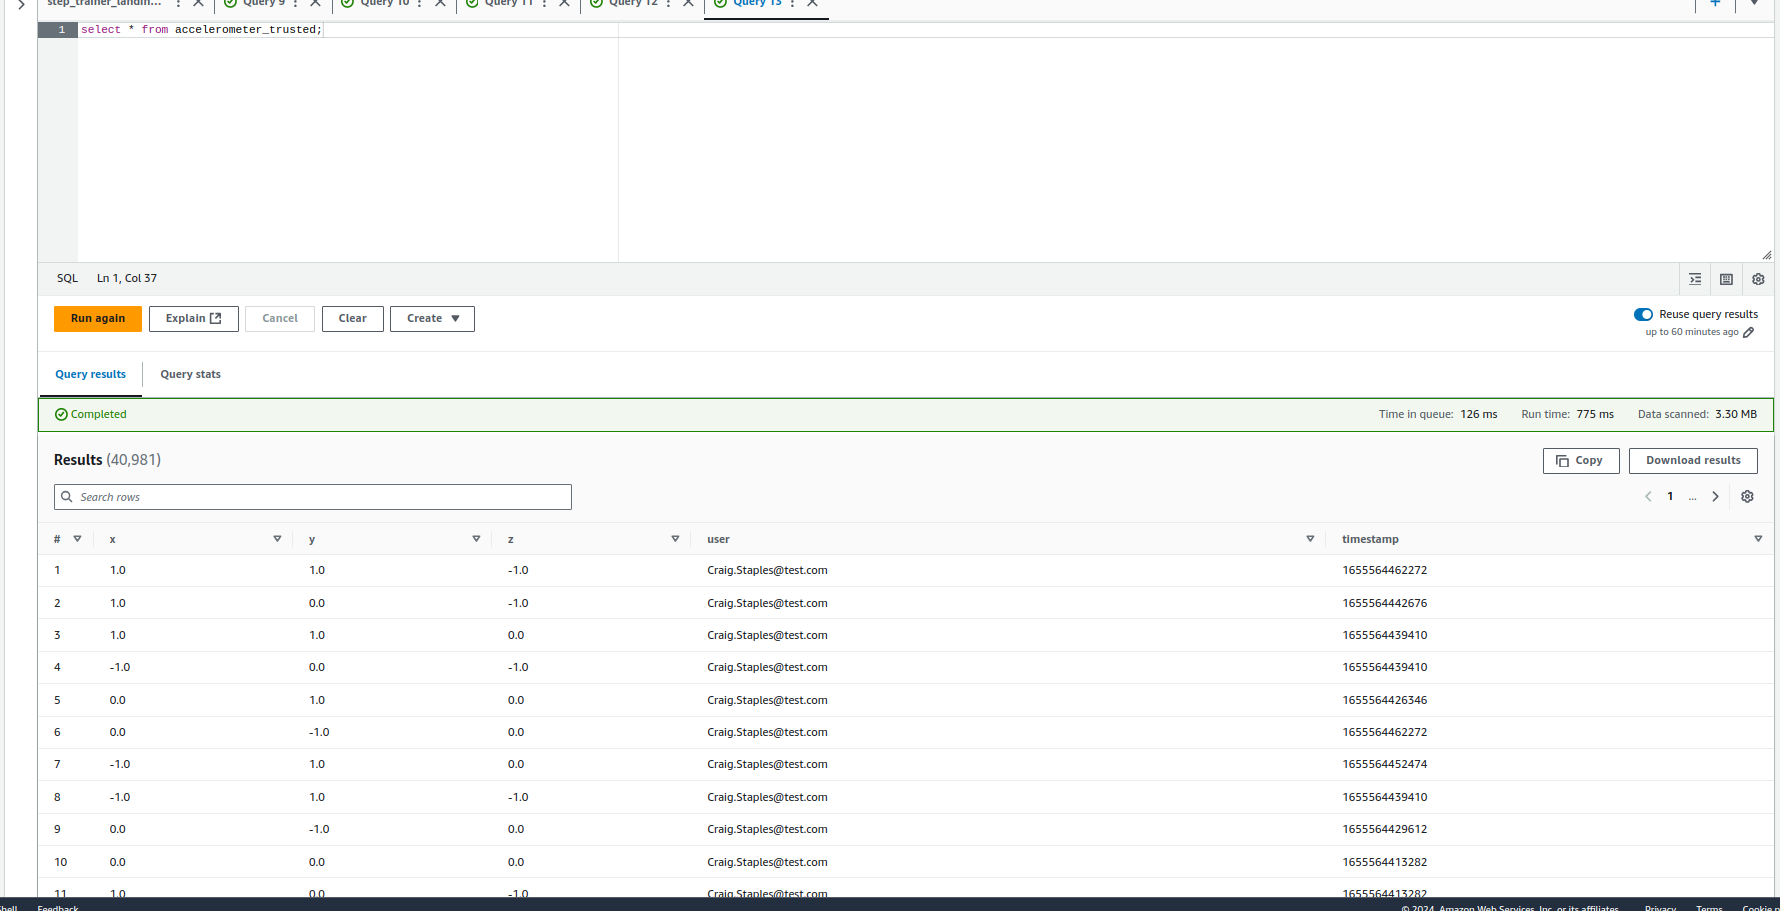 step_trainer_landin... Query 9 Query 10 Query 11 Query 12 Query 13
1 select * from accelerometer_trusted;
SQL Ln 1, Col 37
Run again Explain Cancel Clear Create Reuse query results
up to 60 minutes ago
Query results Query stats
Completed Time in queue: 126 ms Run time: 775 ms Data scanned: 3.30 MB
Results (40,981) Copy Download results
Search rows 1 ...
# x y z user timestamp
1 1.0 1.0 -1.0 Craig.Staples@test.com 1655564462272
2 1.0 0.0 -1.0 Craig.Staples@test.com 1655564442676
3 1.0 1.0 0.0 Craig.Staples@test.com 1655564439410
4 -1.0 0.0 -1.0 Craig.Staples@test.com 1655564439410
5 0.0 1.0 0.0 Craig.Staples@test.com 1655564426346
6 0.0 -1.0 0.0 Craig.Staples@test.com 1655564462272
7 -1.0 1.0 0.0 Craig.Staples@test.com 1655564452474
8 -1.0 1.0 -1.0 Craig.Staples@test.com 1655564439410
9 0.0 -1.0 0.0 Craig.Staples@test.com 1655564429612
10 0.0 0.0 0.0 Craig.Staples@test.com 1655564413282
11 1.0 0.0 -1.0 Craig.Staples@test.com 1655564413282
hell Feedback © 2024, Amazon Web Services, Inc. or its affiliates. Privacy Terms Cookie p